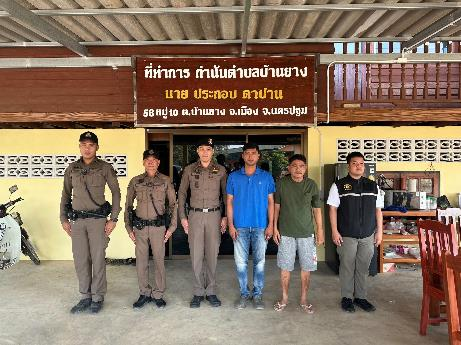 ที่ทำการ กำนันตำบลบ้านยาง
นาย ประกอบ ดาปาน
58 หมู่ 10 ต.บ้านยาง อ.เมือง จ.นครปฐม